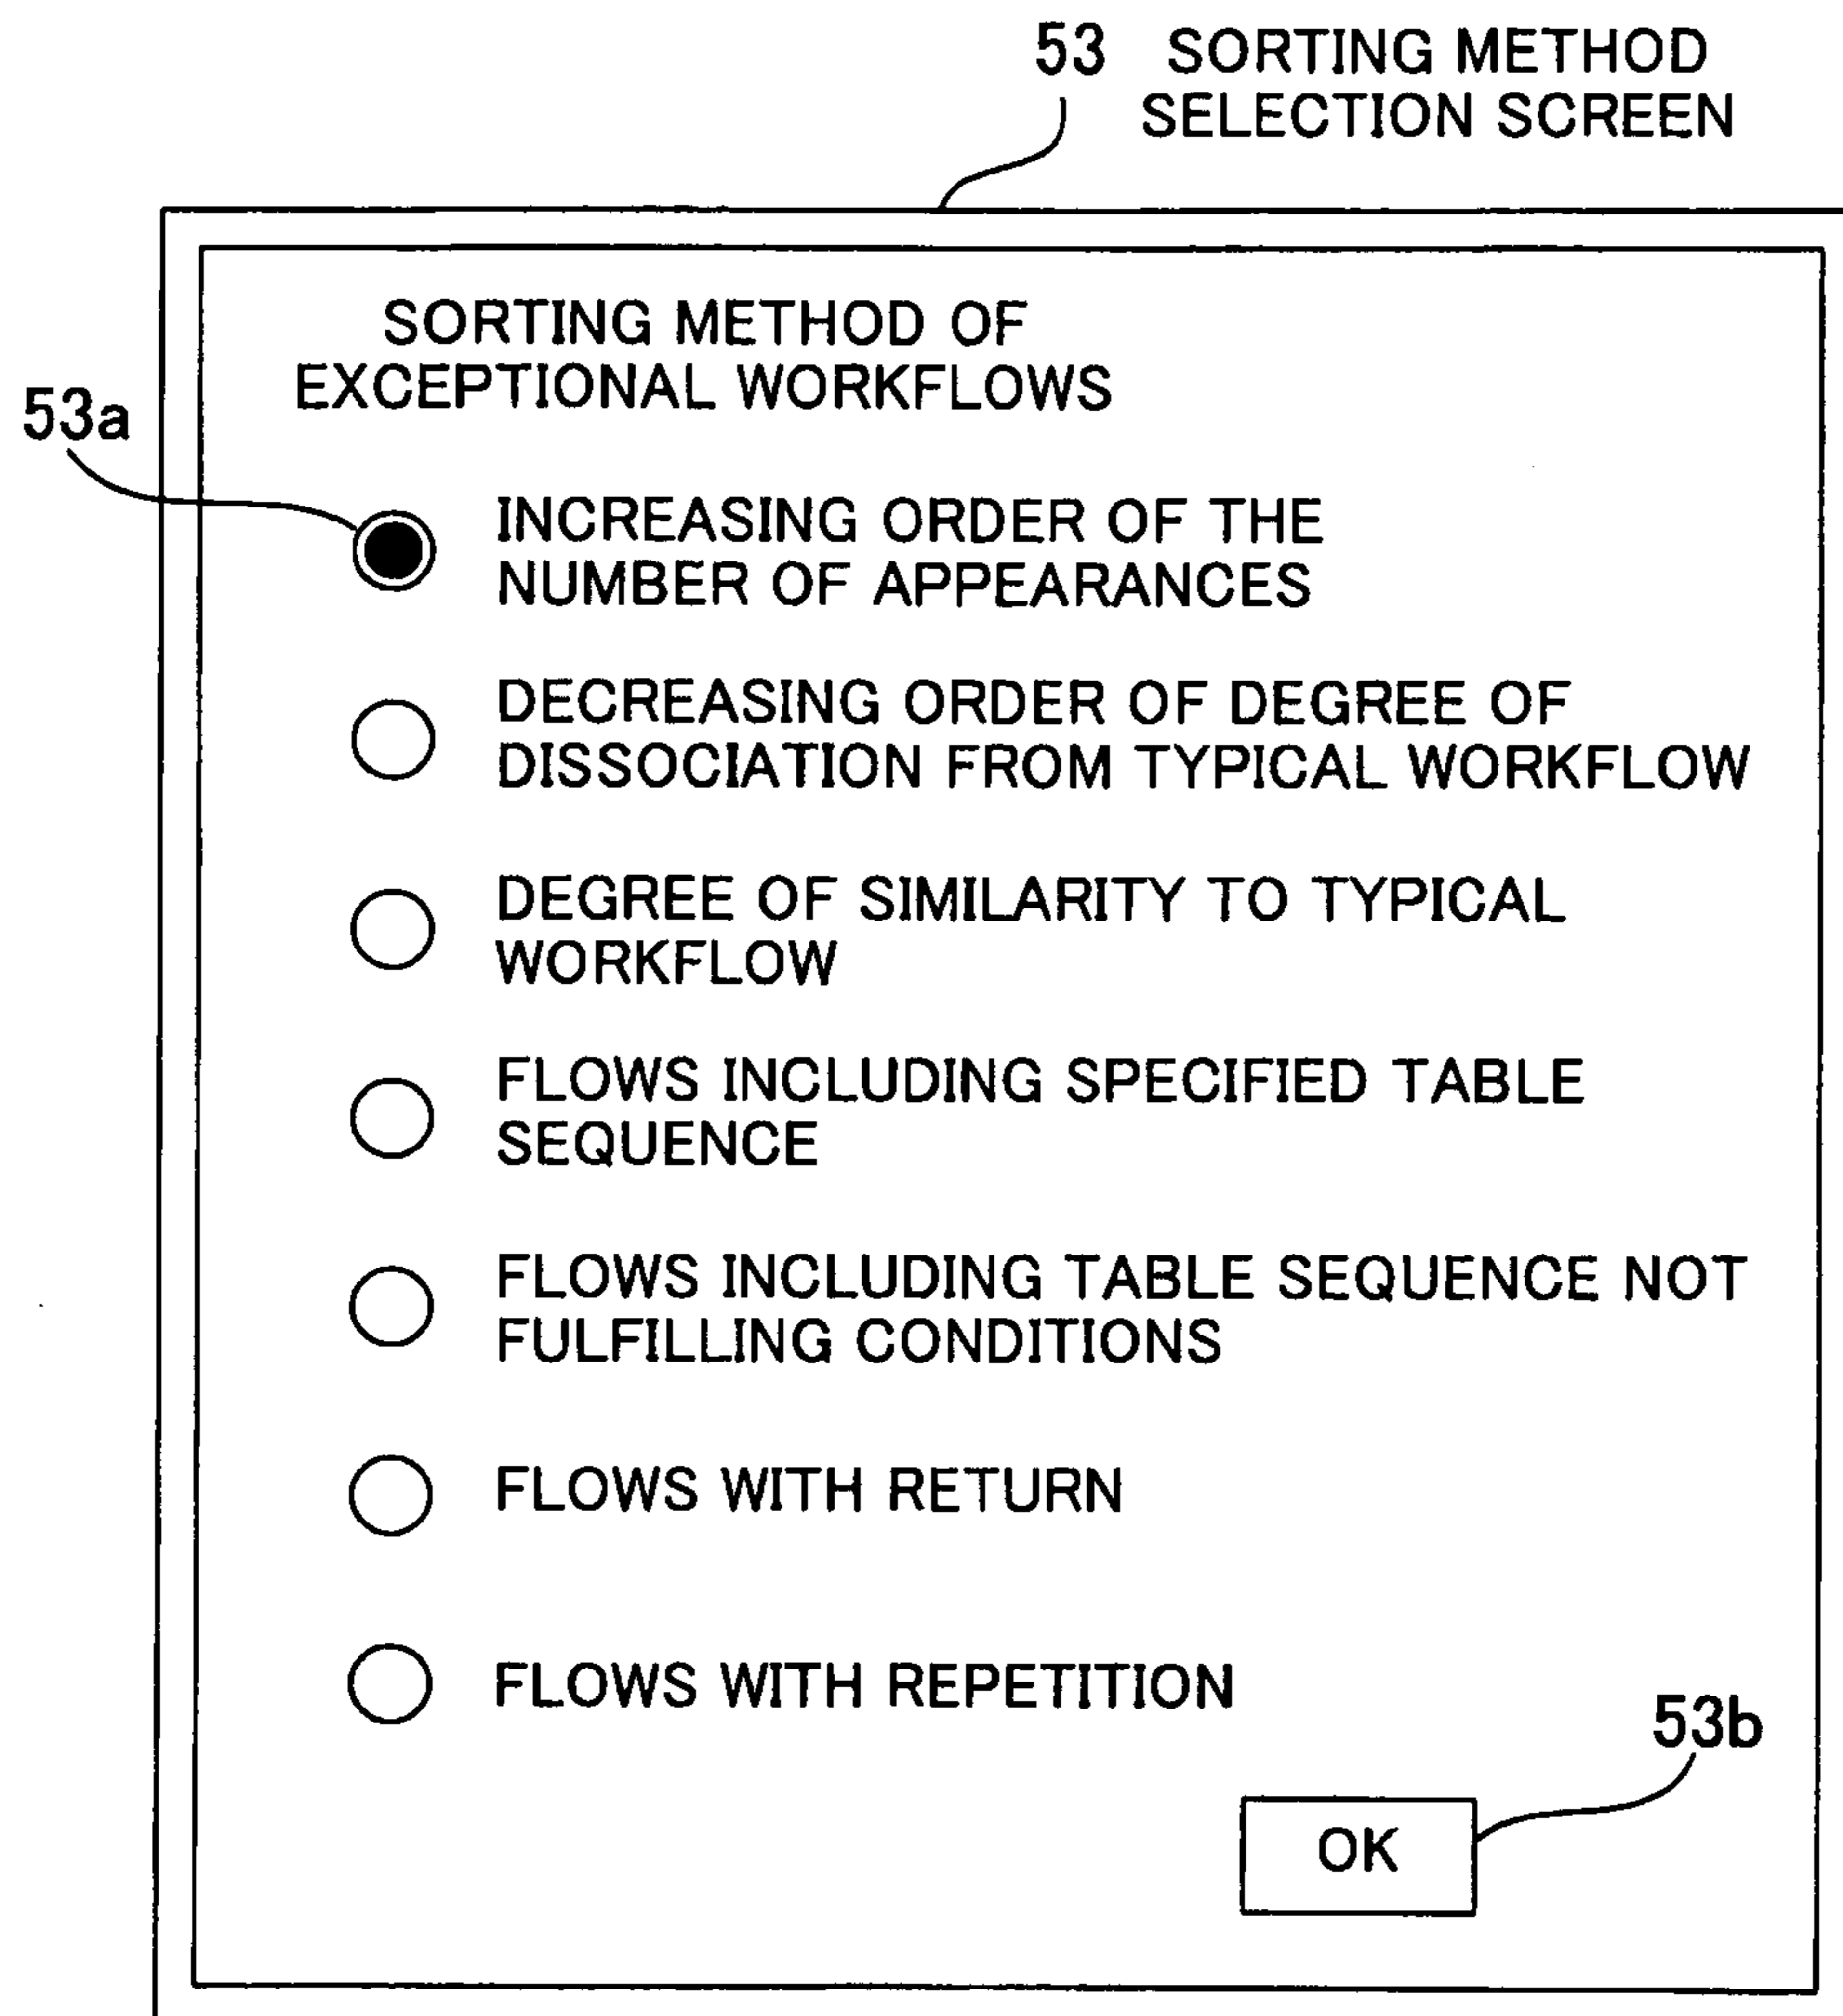 53 SORTING METHOD
SELECTION SCREEN
SORTING METHOD OF
EXCEPTIONAL WORKFLOWS
53a
INCREASING ORDER OF THE
NUMBER OF APPEARANCES
DECREASING ORDER OF DEGREE OF
DISSOCIATION FROM TYPICAL WORKFLOW
DEGREE OF SIMILARITY TO TYPICAL
WORKFLOW
FLOWS INCLUDING SPECIFIED TABLE
SEQUENCE
FLOWS INCLUDING TABLE SEQUENCE NOT
FULFILLING CONDITIONS
FLOWS WITH RETURN
FLOWS WITH REPETITION
53b
OK